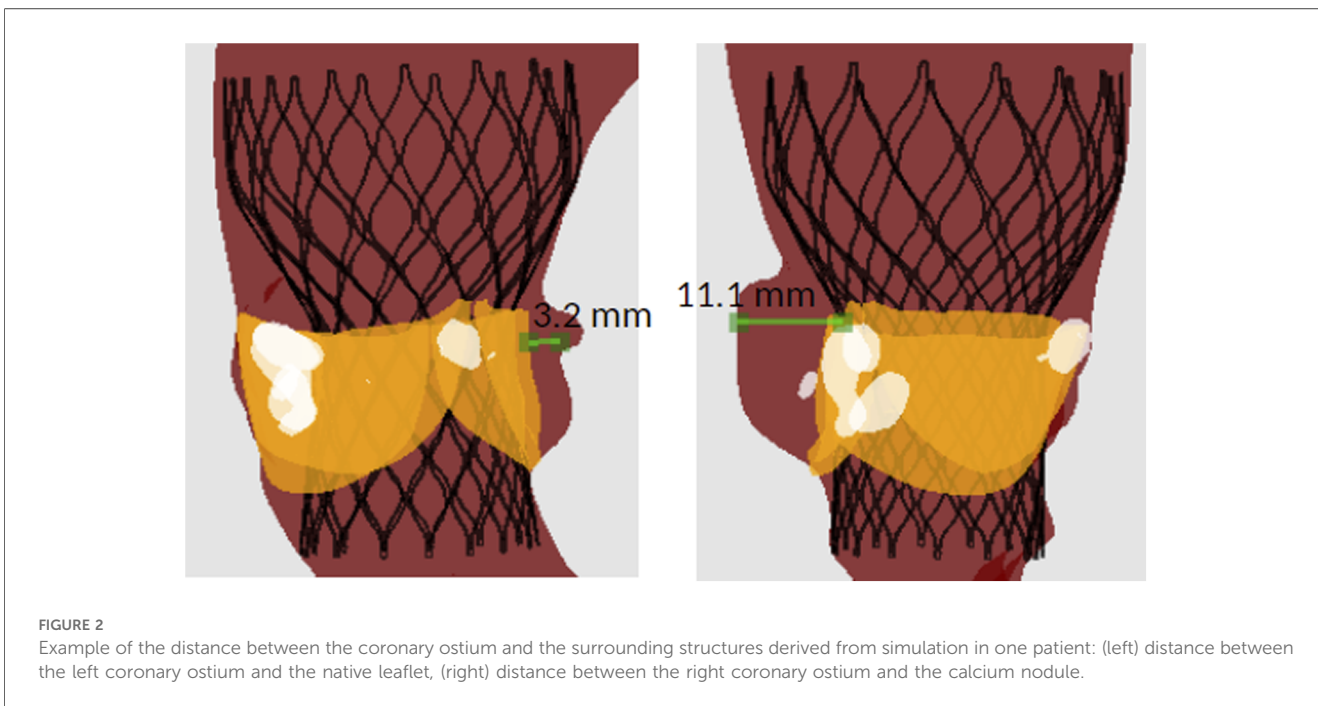 11.1 mm
3.2 mm
FIGURE 2
Example of the distance between the coronary ostium and the surrounding structures derived from simulation in one patient: (left) distance between
the left coronary ostium and the native leaflet, (right) distance between the right coronary ostium and the calcium nodule.